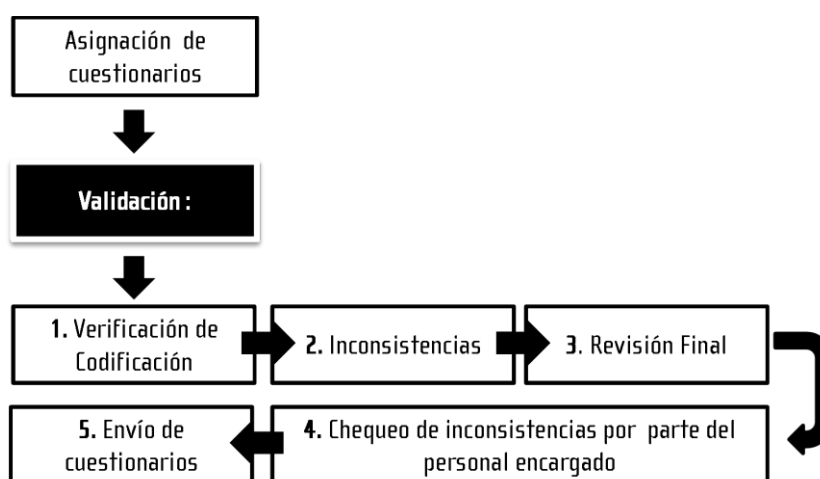 Asignación de
cuestionarios
Validación :
1. Verificación de
Codificación
2. Inconsistencias
3. Revisión Final
4. Chequeo de inconsistencias por parte del
personal encargado
5. Envío de
cuestionarios